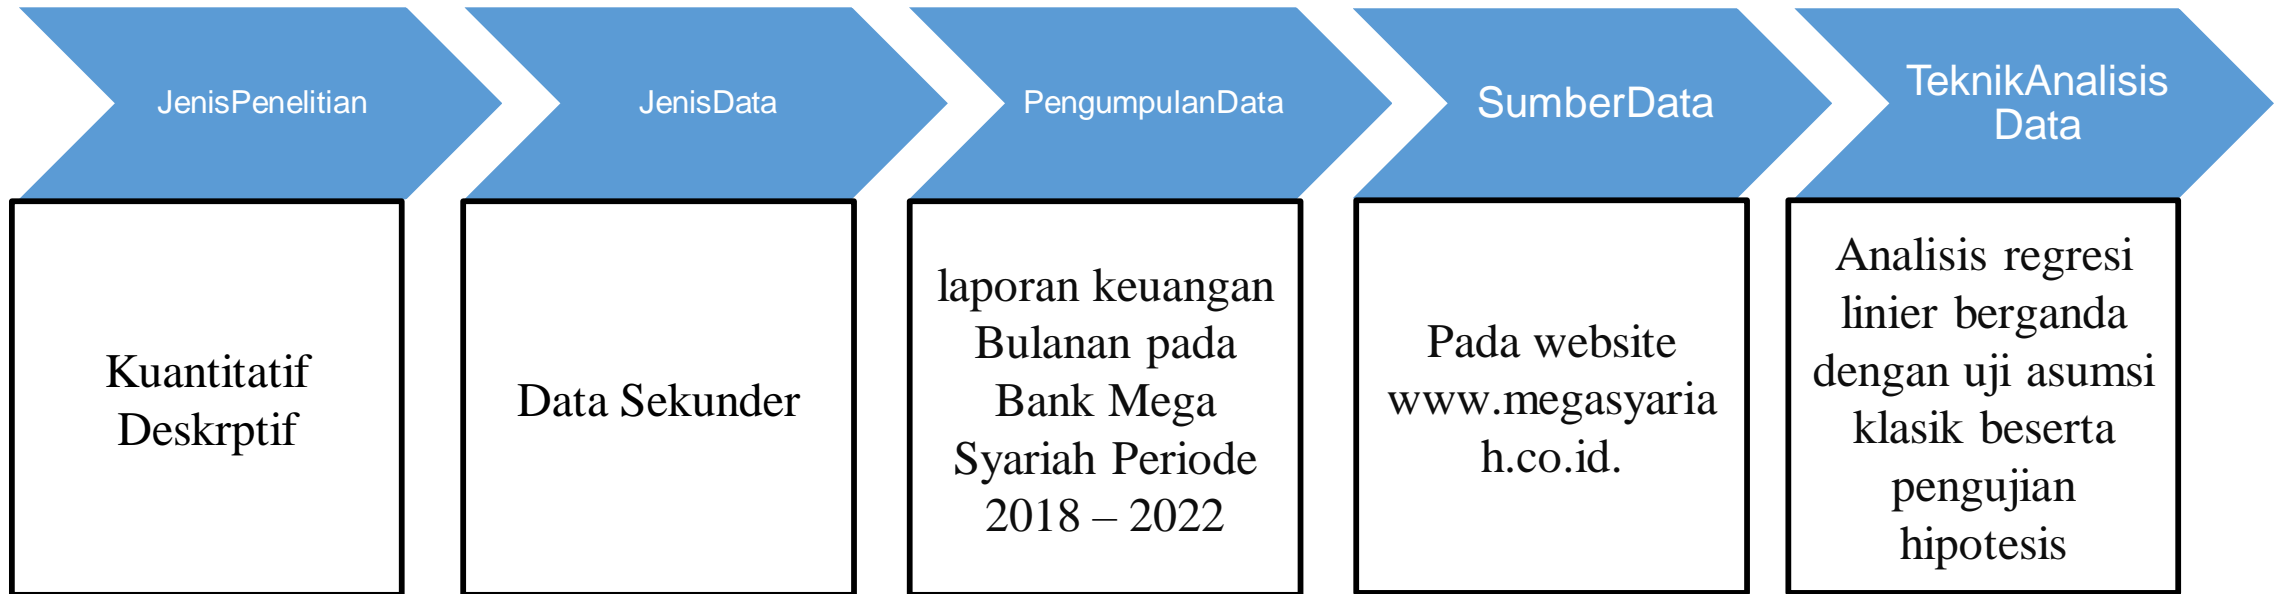 JenisPenelitian
JenisData
PengumpulanData
SumberData
TeknikAnalisis
Data
Kuantitatif
Deskrptif
Data Sekunder
laporan keuangan
Bulanan pada
Bank Mega
Syariah Periode
2018 – 2022
Pada website
www.megasyaria
h.co.id.
Analisis regresi
linier berganda
dengan uji asumsi
klasik beserta
pengujian
hipotesis